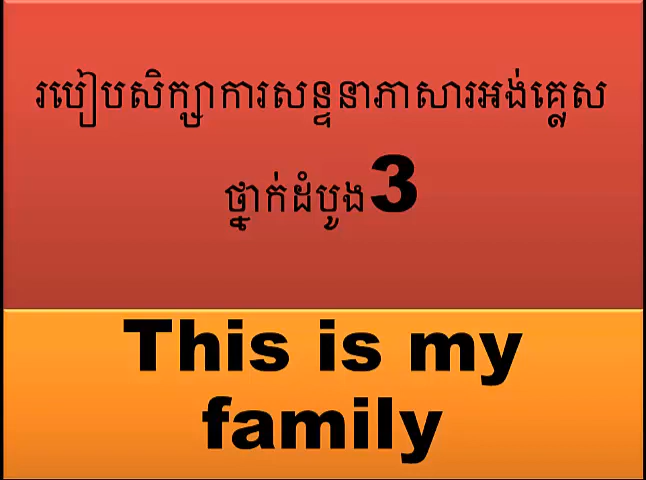 របៀបសិក្សាការសន្ទនាភាសារអង់គ្លេស
ថ្នាក់ដំបូង3
This is my
family